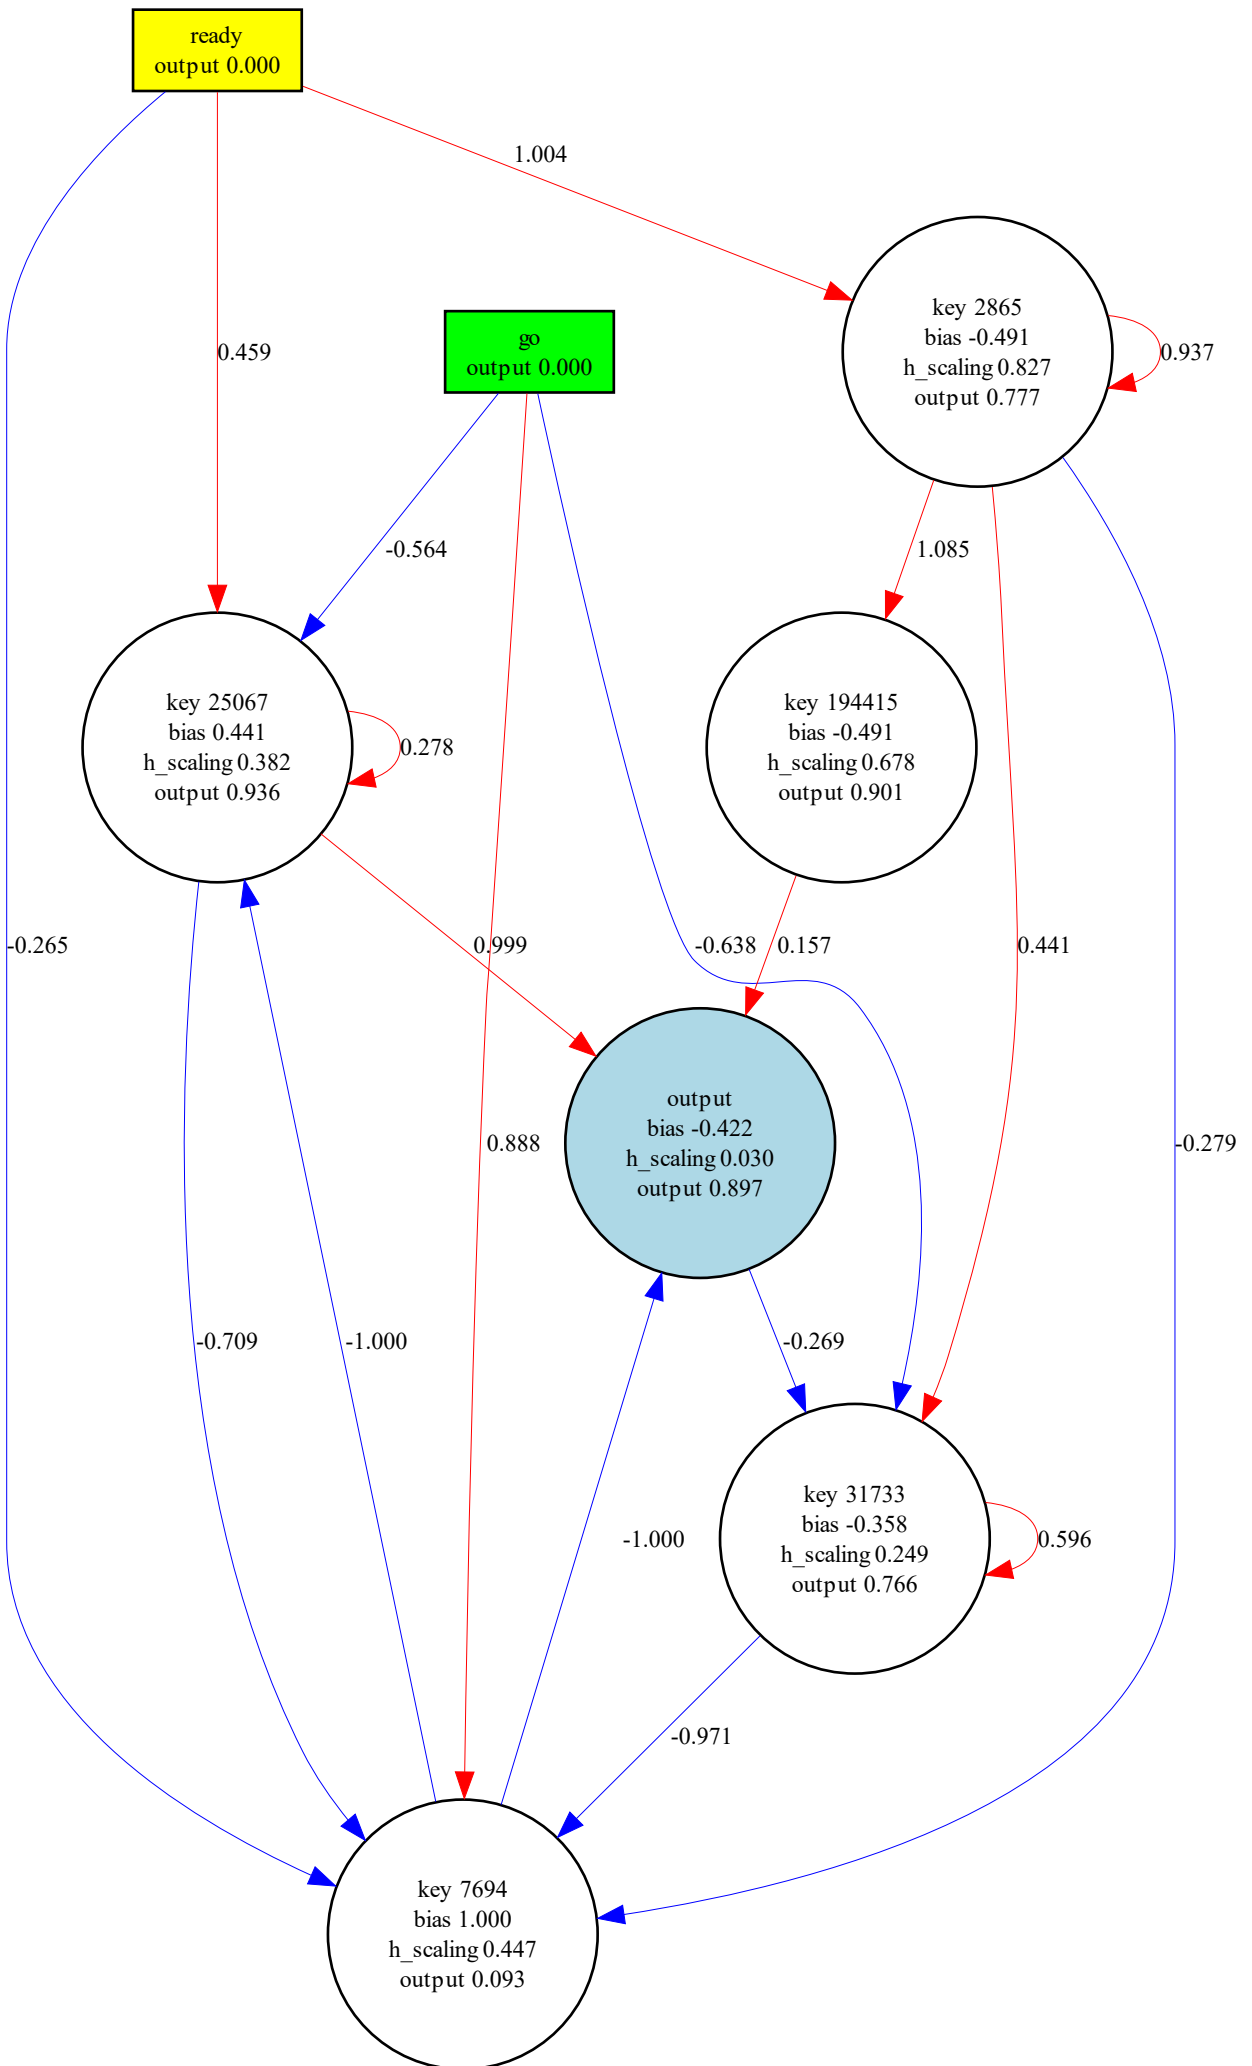 ready
output 0.000
1.004
go
output 0.000
key 2865
bias -0.491
h_scaling 0.827
output 0.777
0.459
0.937
-0.564
1.085
key 25067
bias 0.441
h_scaling 0.382
output 0.936
0.278
key 194415
bias -0.491
h_scaling 0.678
output 0.901
-0.265
0.999
-0.638
0.157
0.441
output
bias -0.422
h_scaling 0.030
output 0.897
0.888
-0.279
-0.709
-1.000
-0.269
-1.000
key 31733
bias -0.358
h_scaling 0.249
output 0.766
0.596
-0.971
key 7694
bias 1.000
h_scaling 0.447
output 0.093